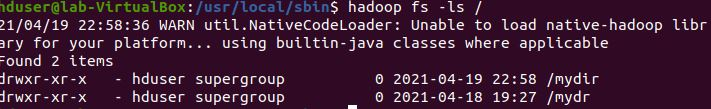 hduser@lab-VirtualBox:/usr/local/sbin$ hadoop fs -ls /
21/04/19 22:58:36 WARN util.NativeCodeLoader: Unable to load native-hadoop libr
ary for your platform... using builtin-java classes where applicable
Found 2 items
drwxr-xr-x   - hduser supergroup          0 2021-04-19 22:58 /mydir
drwxr-xr-x   - hduser supergroup          0 2021-04-18 19:27 /mydr